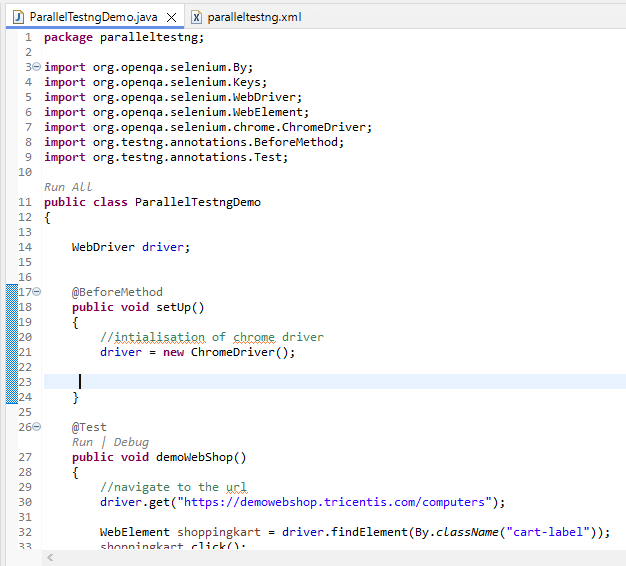 ParallelTestngDemo.java paralleltestng.xml
1 package paralleltestng;
2
3 import org.openqa.selenium.By;
4 import org.openqa.selenium.Keys;
5 import org.openqa.selenium.WebDriver;
6 import org.openqa.selenium.WebElement;
7 import org.openqa.selenium.chrome.ChromeDriver;
8 import org.testng.annotations.BeforeMethod;
9 import org.testng.annotations.Test;
10
Run All
11 public class ParallelTestngDemo
12 {
13
14 WebDriver driver;
15
16
17 @BeforeMethod
18 public void setUp()
19 {
20 //intialisation of chrome driver
21 driver = new ChromeDriver();
22
23
24 }
25
26 @Test
Run | Debug
27 public void demoWebShop()
28 {
29 //navigate to the url
30 driver.get("https://demowebshop.tricentis.com/computers");
31
32 WebElement shoppingkart = driver.findElement(By.className("cart-label"));
33 shoppingkart.click();